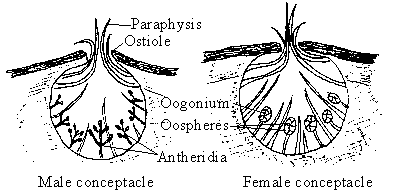 Paraphysis
Ostiole
Oogonium
Oospheres
Antheridia
Male conceptacle
Female conceptacle